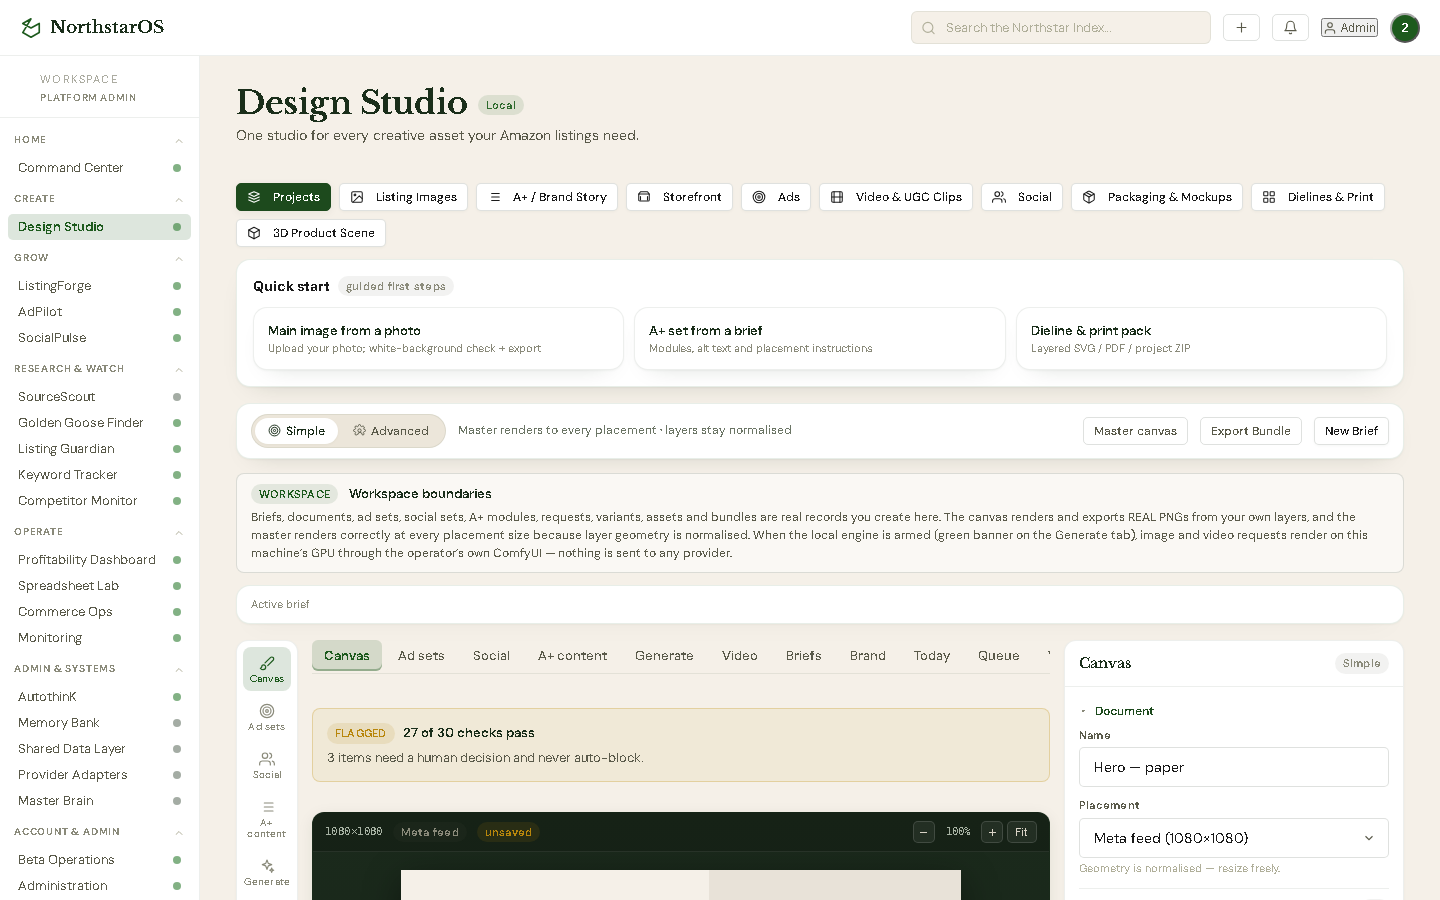 NorthstarOS
Search the Northstar Index...
Admin
2
WORKSPACE
PLATFORM ADMIN
HOME
Command Center
CREATE
Design Studio
GROW
ListingForge
AdPilot
SocialPulse
RESEARCH & WATCH
SourceScout
Golden Goose Finder
Listing Guardian
Keyword Tracker
Competitor Monitor
OPERATE
Profitability Dashboard
Spreadsheet Lab
Commerce Ops
Monitoring
ADMIN & SYSTEMS
AutothinK
Memory Bank
Shared Data Layer
Provider Adapters
Master Brain
ACCOUNT & ADMIN
Beta Operations
Administration
Design Studio Local
One studio for every creative asset your Amazon listings need.
Projects Listing Images A+ / Brand Story Storefront Ads Video & UGC Clips Social Packaging & Mockups Dielines & Print
3D Product Scene
Quick start guided first steps
Main image from a photo
Upload your photo; white-background check + export
A+ set from a brief
Modules, alt text and placement instructions
Dieline & print pack
Layered SVG / PDF / project ZIP
Simple Advanced Master renders to every placement · layers stay normalised Master canvas Export Bundle New Brief
WORKSPACE Workspace boundaries
Briefs, documents, ad sets, social sets, A+ modules, requests, variants, assets and bundles are real records you create here. The canvas renders and exports REAL PNGs from your own layers, and the
master renders correctly at every placement size because layer geometry is normalised. When the local engine is armed (green banner on the Generate tab), image and video requests render on this
machine's GPU through the operator's own ComfyUI — nothing is sent to any provider.
Active brief
Canvas
Ad sets
Social
A+
content
Generate
Canvas Ad sets Social A+ content Generate Video Briefs Brand Today Queue
FLAGGED 27 of 30 checks pass
3 items need a human decision and never auto-block.
1080×1080 Meta feed unsaved − 100% + Fit
Canvas Simple
Document
Name
Hero — paper
Placement
Meta feed (1080×1080)
Geometry is normalised — resize freely.